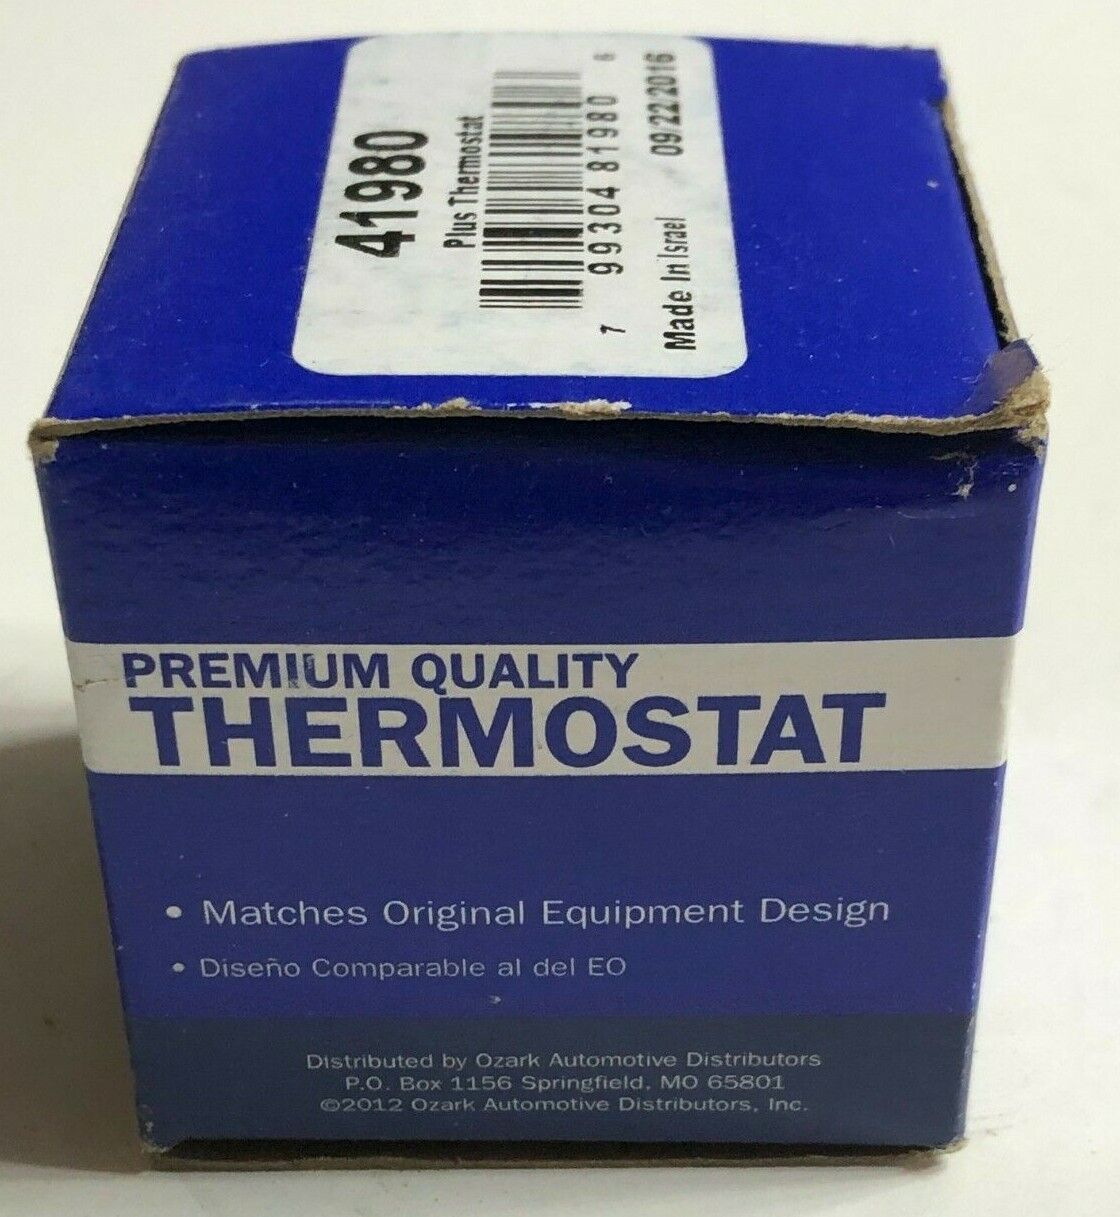 41980
Plus Thermostat
7 99304 81980 6
Made In Israel 09/22/2016
PREMIUM QUALITY
THERMOSTAT
• Matches Original Equipment Design
• Diseño Comparable al del EO
Distributed by Ozark Automotive Distributors
P.O. Box 1156 Springfield, MO 65801
©2012 Ozark Automotive Distributors, Inc.